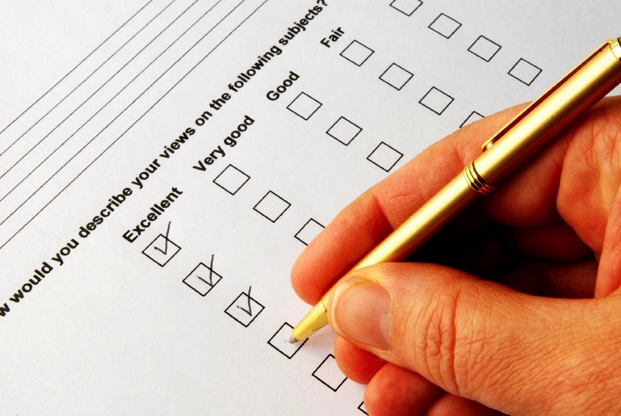 w would you describe your views on the following subjects?
Excellent
Very good
Good
Fair